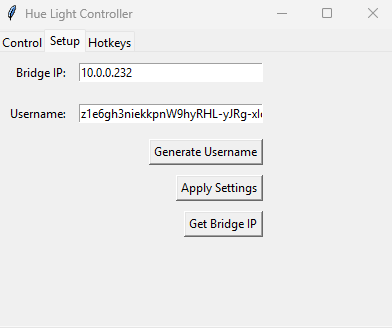 Hue Light Controller
Control Setup Hotkeys
Bridge IP: 10.0.0.232
Username: z1e6gh3niekkpnW9hyRHL-yJRg-xl
Generate Username
Apply Settings
Get Bridge IP